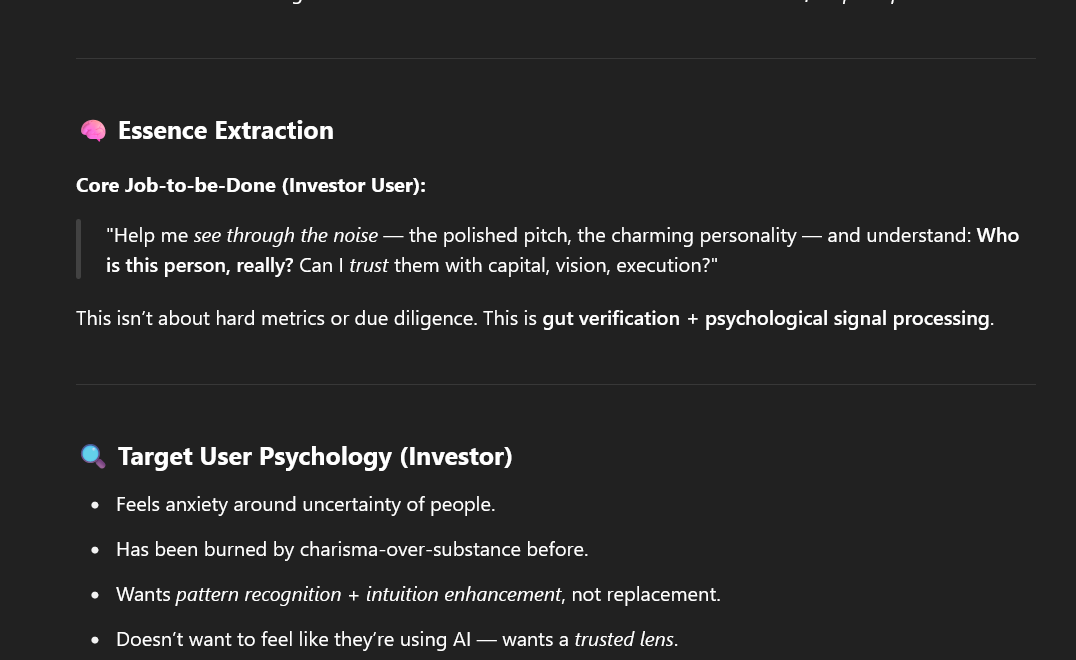 Essence Extraction
Core Job-to-be-Done (Investor User):
"Help me see through the noise — the polished pitch, the charming personality — and understand: Who
is this person, really? Can I trust them with capital, vision, execution?"
This isn’t about hard metrics or due diligence. This is gut verification + psychological signal processing.
Target User Psychology (Investor)
• Feels anxiety around uncertainty of people.
• Has been burned by charisma-over-substance before.
• Wants pattern recognition + intuition enhancement, not replacement.
• Doesn’t want to feel like they’re using AI — wants a trusted lens.